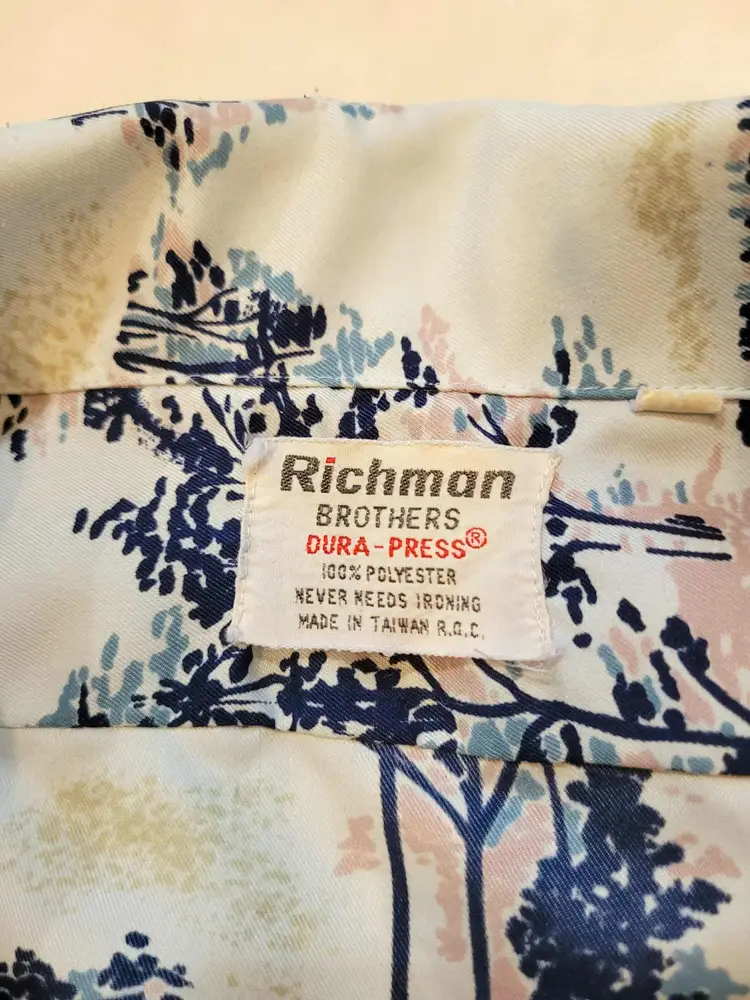 Richman
BROTHERS
DURA-PRESS®
100% POLYESTER
NEVER NEEDS IRONING
MADE IN TAIWAN R.O.C.